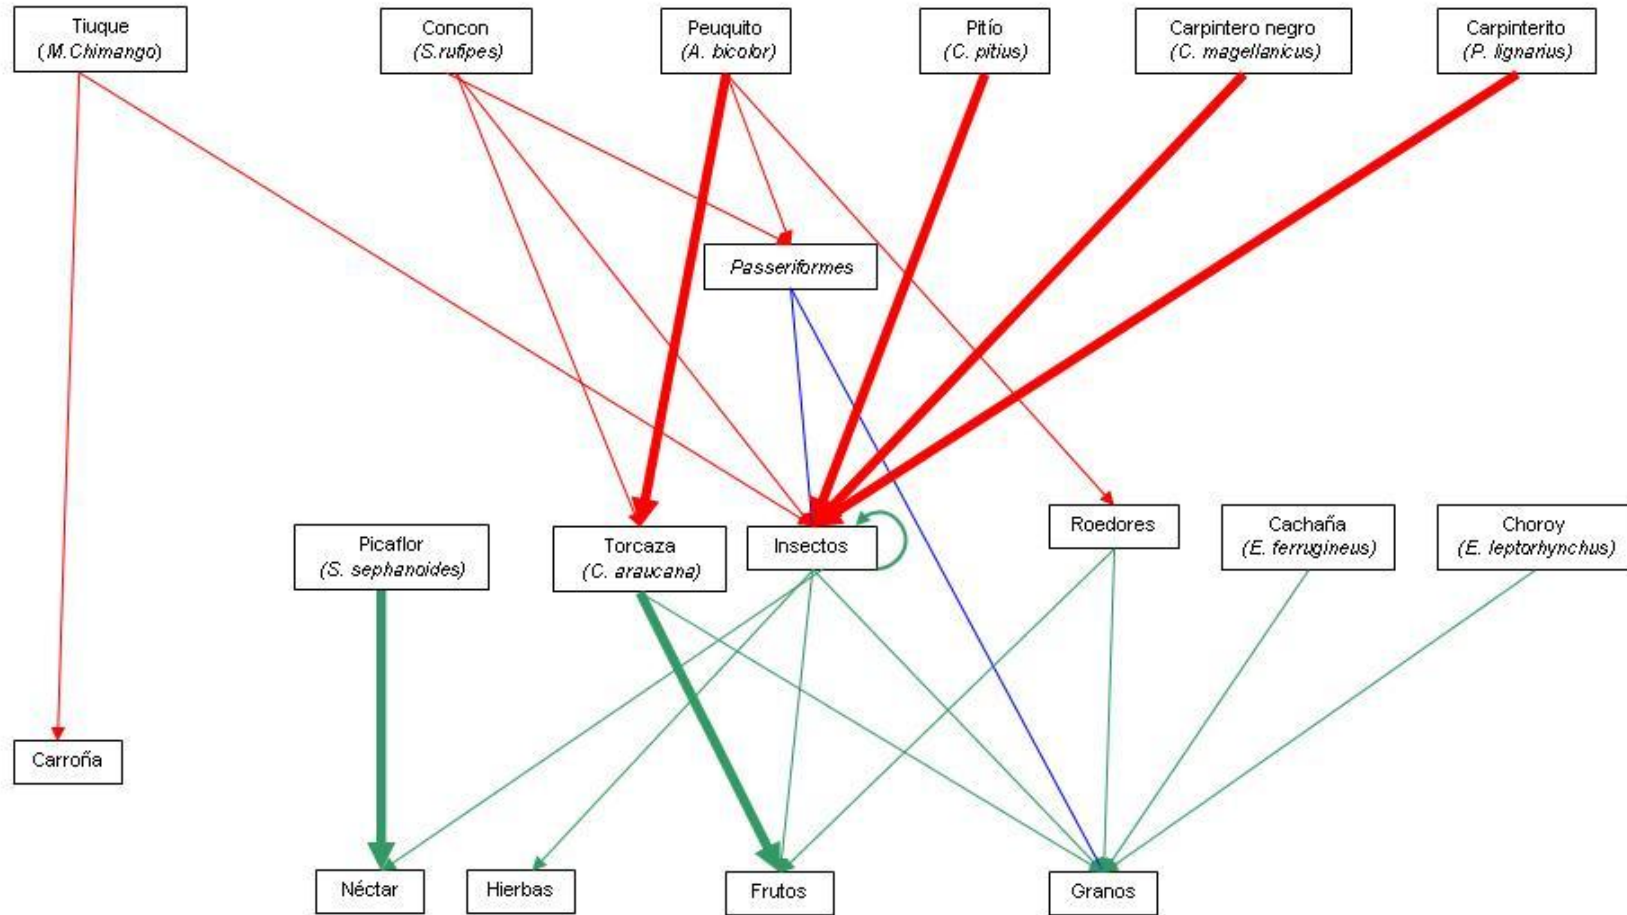 Tiuque
(M.Chimango)
Concon
(S.rufipes)
Peuquito
(A. bicolor)
Pitío
(C. pitius)
Carpintero negro
(C. magellanicus)
Carpinterito
(P. lignarius)
Passeriformes
Picaflor
(S. sephanoides)
Torcaza
(C. araucana)
Insectos
Roedores
Cachaña
(E. ferrugineus)
Choroy
(E. leptorhynchus)
Carroña
Néctar
Hierbas
Frutos
Granos